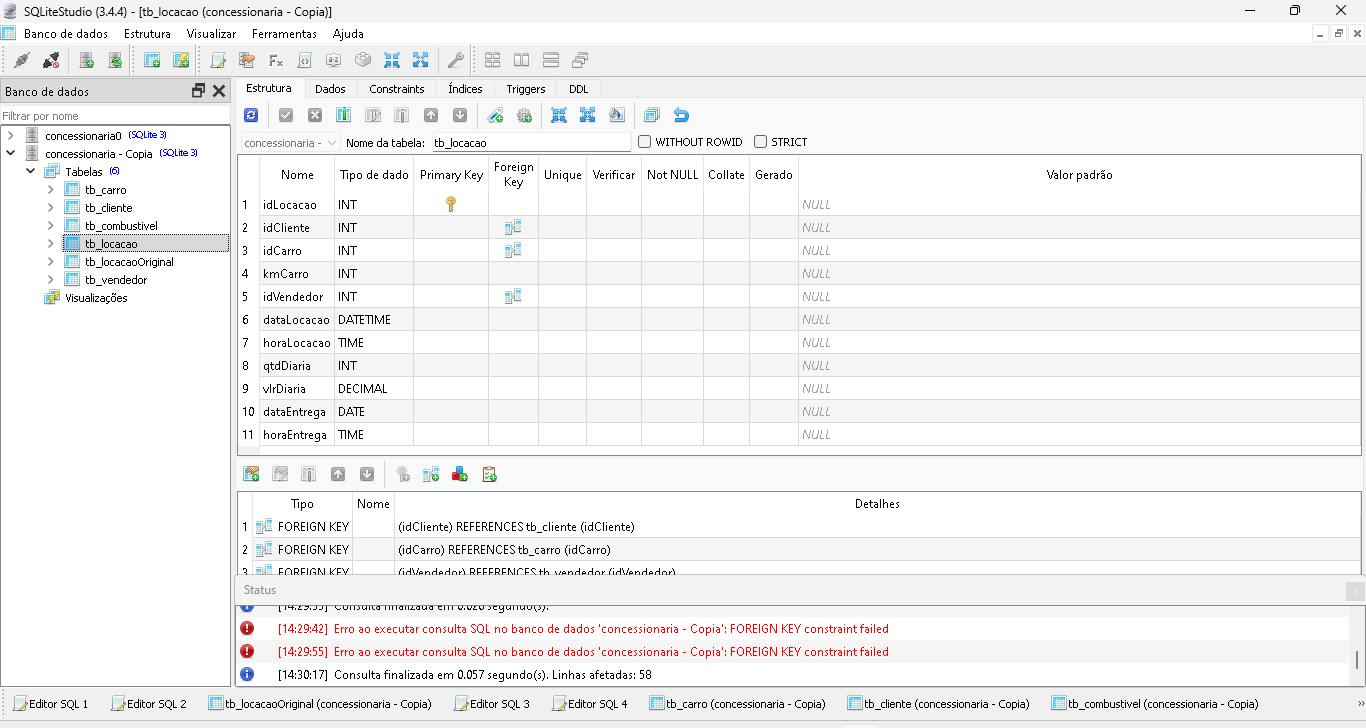 SQLiteStudio (3.4.4) - [tb_locacao (concessionaria - Copia)]
Banco de dados Estrutura Visualizar Ferramentas Ajuda
Banco de dados
Filtrar por nome
concessionaria0 (SQLite 3)
concessionaria - Copia (SQLite 3)
Tabelas (6)
tb_carro
tb_cliente
tb_combustivel
tb_locacao
tb_locacaoOriginal
tb_vendedor
Visualizações
Estrutura Dados Constraints Índices Triggers DDL
concessionaria - Nome da tabela: tb_locacao WITHOUT ROWID STRICT
Nome Tipo de dado Primary Key Foreign Key Unique Verificar Not NULL Collate Gerado Valor padrão
1 idLocacao INT NULL
2 idCliente INT NULL
3 idCarro INT NULL
4 kmCarro INT NULL
5 idVendedor INT NULL
6 dataLocacao DATETIME NULL
7 horaLocacao TIME NULL
8 qtdDiaria INT NULL
9 vlrDiaria DECIMAL NULL
10 dataEntrega DATE NULL
11 horaEntrega TIME NULL
Tipo Nome Detalhes
1 FOREIGN KEY (idCliente) REFERENCES tb_cliente (idCliente)
2 FOREIGN KEY (idCarro) REFERENCES tb_carro (idCarro)
3 FOREIGN KEY (idVendedor) REFERENCES tb_vendedor (idVendedor)
Status
[14:29:35] Consulta finalizada em 0.020 segundo(s).
[14:29:42] Erro ao executar consulta SQL no banco de dados 'concessionaria - Copia': FOREIGN KEY constraint failed
[14:29:55] Erro ao executar consulta SQL no banco de dados 'concessionaria - Copia': FOREIGN KEY constraint failed
[14:30:17] Consulta finalizada em 0.057 segundo(s). Linhas afetadas: 58
Editor SQL 1 Editor SQL 2 tb_locacaoOriginal (concessionaria - Copia) Editor SQL 3 Editor SQL 4 tb_carro (concessionaria - Copia) tb_cliente (concessionaria - Copia) tb_combustivel (concessionaria - Copia)